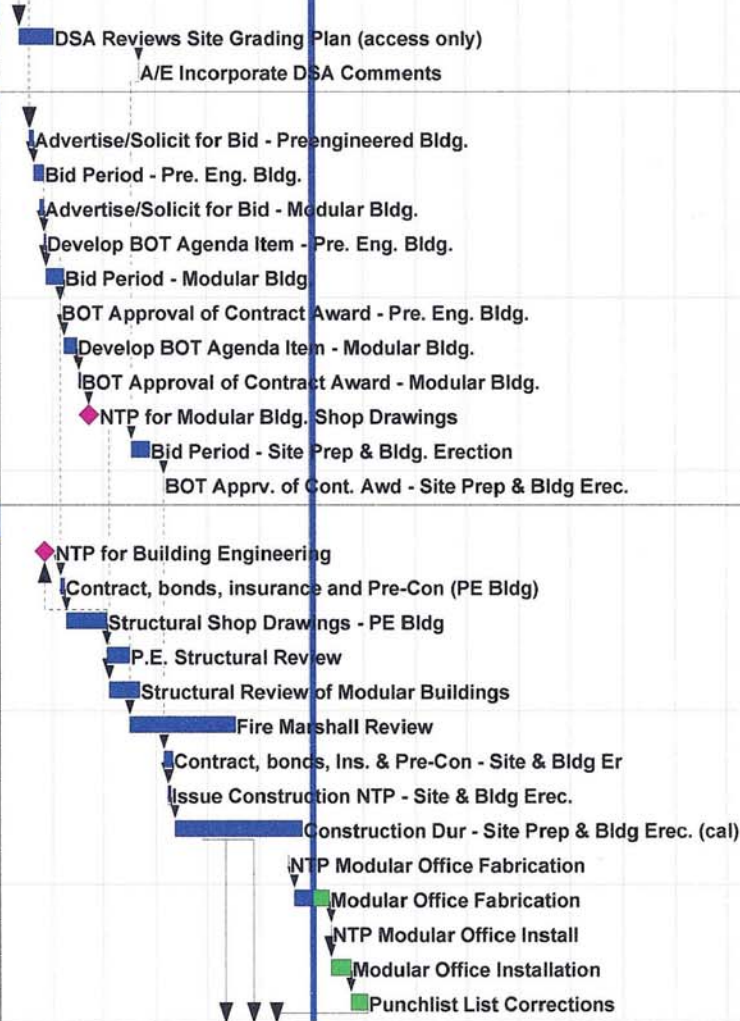 DSA Reviews Site Grading Plan (access only)
A/E Incorporate DSA Comments
Advertise/Solicit for Bid - Preengineered Bldg.
Bid Period - Pre. Eng. Bldg.
Advertise/Solicit for Bid - Modular Bldg.
Develop BOT Agenda Item - Pre. Eng. Bldg.
Bid Period - Modular Bldg.
BOT Approval of Contract Award - Pre. Eng. Bldg.
Develop BOT Agenda Item - Modular Bldg.
BOT Approval of Contract Award - Modular Bldg.
NTP for Modular Bldg. Shop Drawings
Bid Period - Site Prep & Bldg. Erection
BOT Apprv. of Cont. Awd - Site Prep & Bldg Erec.
NTP for Building Engineering
Contract, bonds, insurance and Pre-Con (PE Bldg)
Structural Shop Drawings - PE Bldg
P.E. Structural Review
Structural Review of Modular Buildings
Fire Marshall Review
Contract, bonds, Ins. & Pre-Con - Site & Bldg Er
Issue Construction NTP - Site & Bldg Erec.
Construction Dur - Site Prep & Bldg Erec. (cal)
NTP Modular Office Fabrication
Modular Office Fabrication
NTP Modular Office Install
Modular Office Installation
Punchlist List Corrections